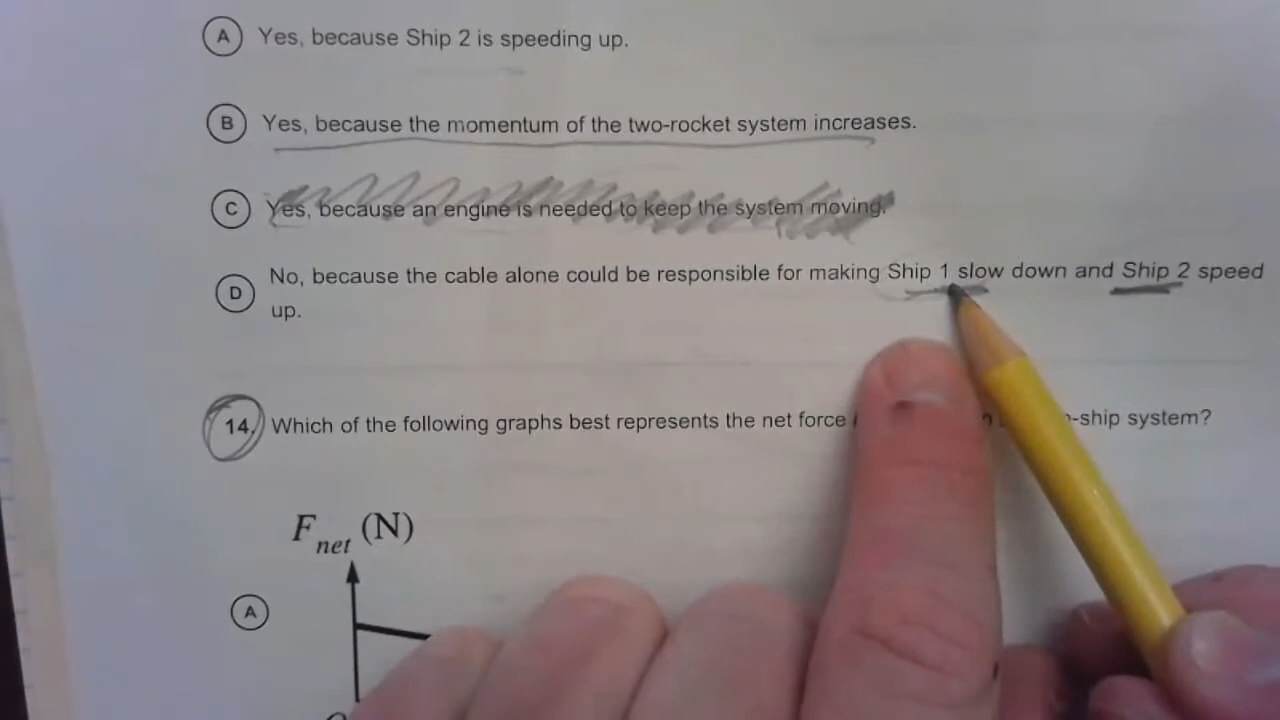 A Yes, because Ship 2 is speeding up.
B Yes, because the momentum of the two-rocket system increases.
C Yes, because an engine is needed to keep the system moving.
D No, because the cable alone could be responsible for making Ship 1 slow down and Ship 2 speed
up.
14. Which of the following graphs best represents the net force -ship system?
F net (N)
A